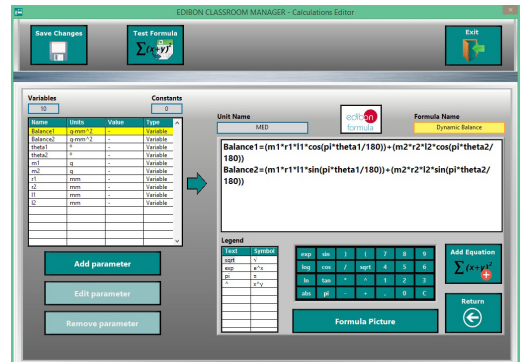 EDIBON CLASSROOM MANAGER - Calculations Editor
Save Changes
Test Formula
∑(x+y)²
Exit
Variables Constants
10 0
Name Units Value Type
Balance1 g·mm^2 - Variable
Balance2 g·mm^2 - Variable
theta1 º - Variable
theta2 º - Variable
m1 g - Variable
m2 g - Variable
r1 mm - Variable
r2 mm - Variable
l1 mm - Variable
l2 mm - Variable
Add parameter
Edit parameter
Remove parameter
Unit Name
MED
edibon
formula
Formula Name
Dynamic Balance
Balance1=(m1*r1*l1*cos(pi*theta1/180))+(m2*r2*l2*cos(pi*theta2/
180))
Balance2=(m1*r1*l1*sin(pi*theta1/180))+(m2*r2*l2*sin(pi*theta2/
180))
Legend
Text Symbol
sqrt √
exp e^x
pi π
^ x^y
exp sin ) ( 7 8 9
log cos / sqrt 4 5 6
ln tan * ^ 1 2 3
abs pi - + . 0 C
Formula Picture
Add Equation
∑(x+y)²
Return